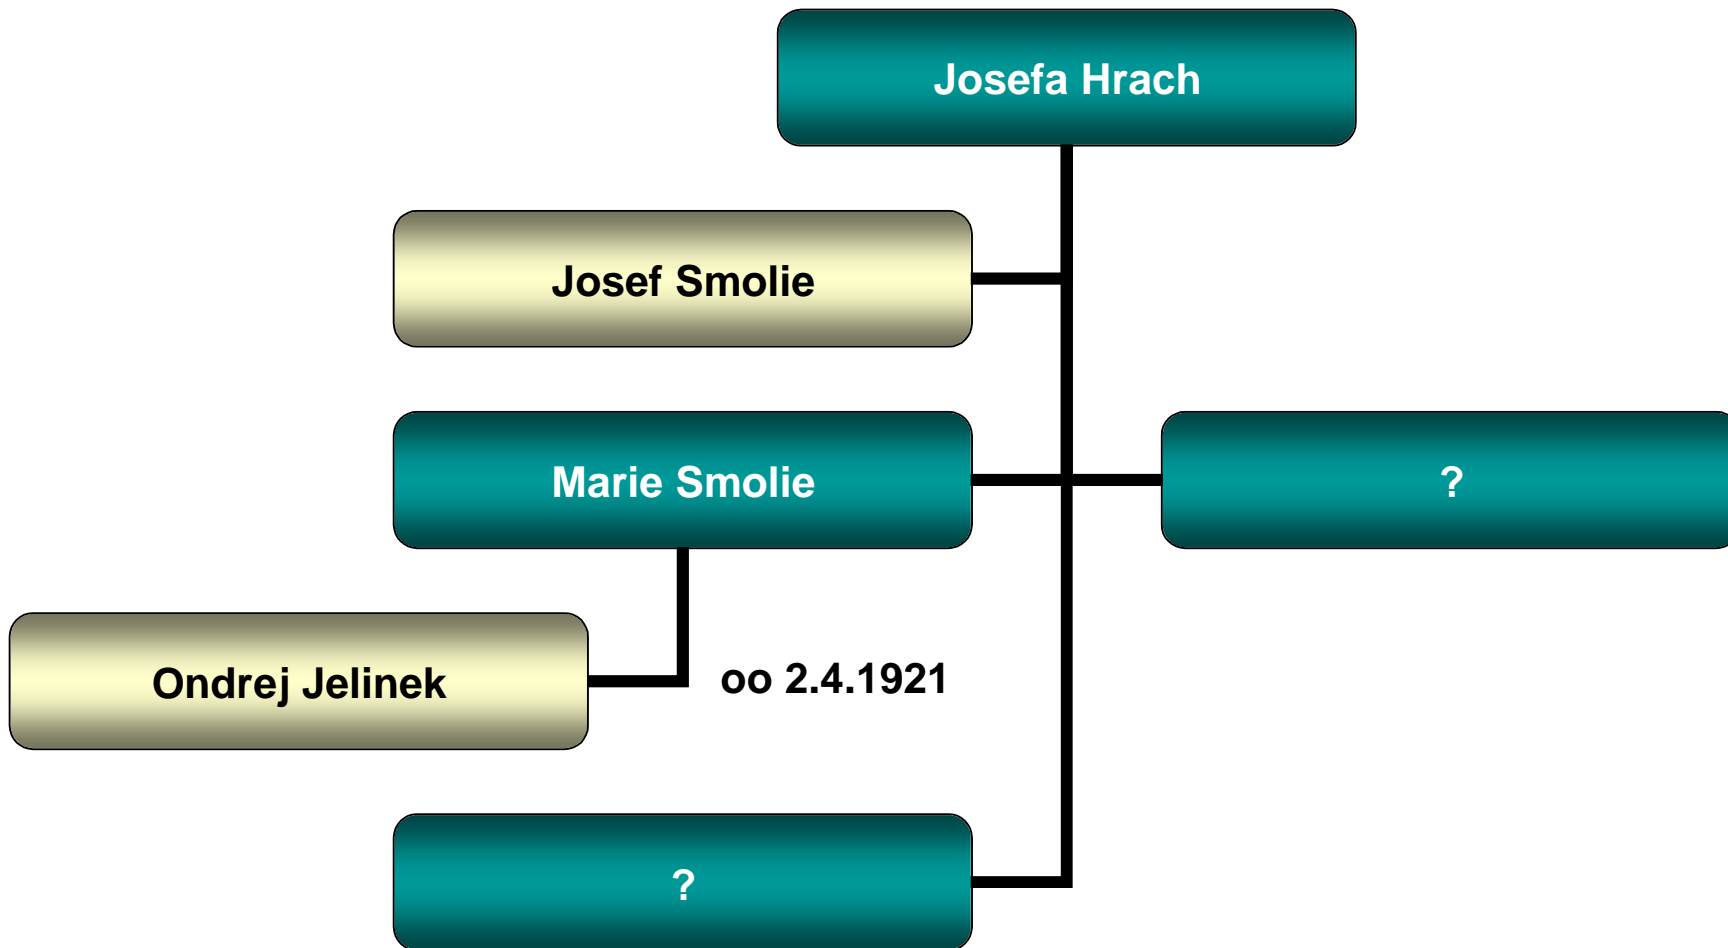 Josefa Hrach
Josef Smolie
Marie Smolie
?
Ondrej Jelinek
oo 2.4.1921
?